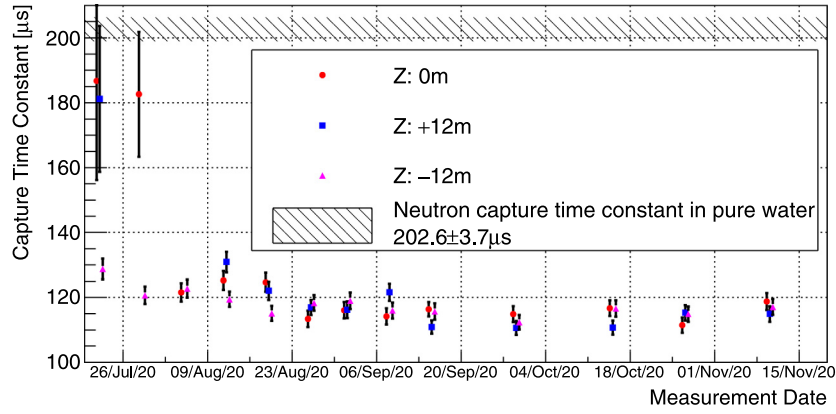 Capture Time Constant [μs]
200
180
160
140
120
100
Z: 0m
Z: +12m
Z: −12m
Neutron capture time constant in pure water
202.6±3.7μs
26/Jul/20 09/Aug/20 23/Aug/20 06/Sep/20 20/Sep/20 04/Oct/20 18/Oct/20 01/Nov/20 15/Nov/20
Measurement Date